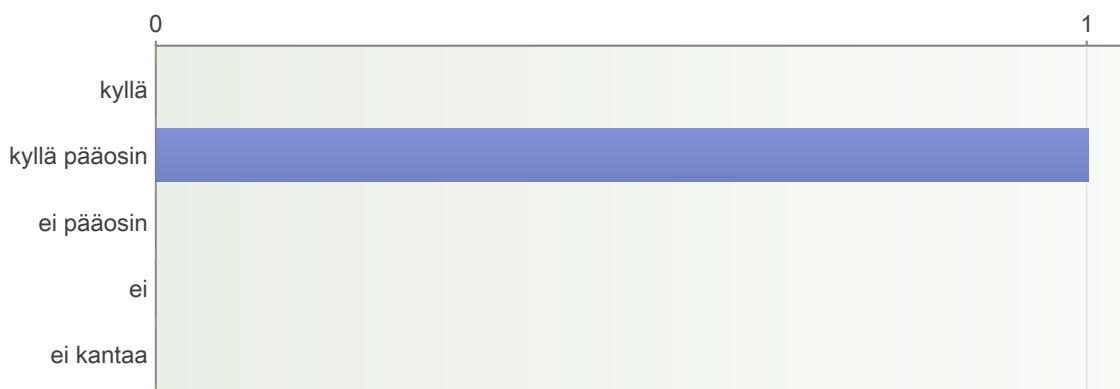 0 1
kyllä
kyllä pääosin
ei pääosin
ei
ei kantaa